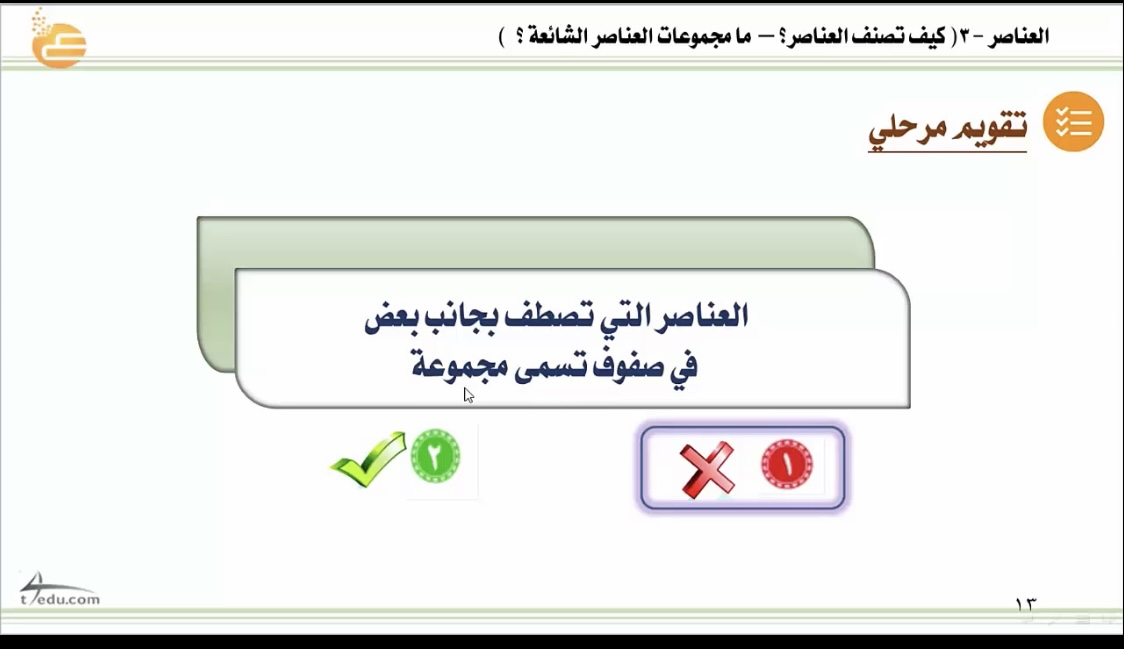 العناصر - ٣( كيف تصنف العناصر؟ – ما مجموعات العناصر الشائعة ؟ )
تقويم مرحلي
العناصر التي تصطف بجانب بعض
في صفوف تسمى مجموعة
١
٢
t4edu.com
١٣